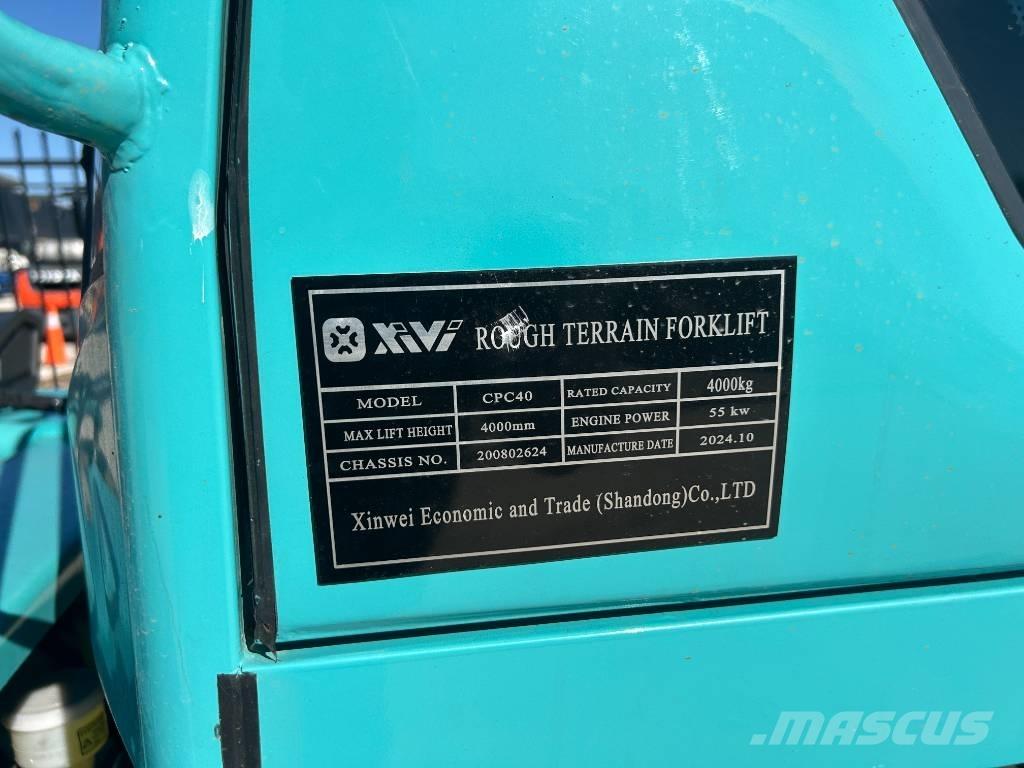 XiVi ROUGH TERRAIN FORKLIFT
MODEL CPC40 RATED CAPACITY 4000kg
MAX LIFT HEIGHT 4000mm ENGINE POWER 55 kw
CHASSIS NO. 200802624 MANUFACTURE DATE 2024.10
Xinwei Economic and Trade (Shandong)Co.,LTD
MASCUS